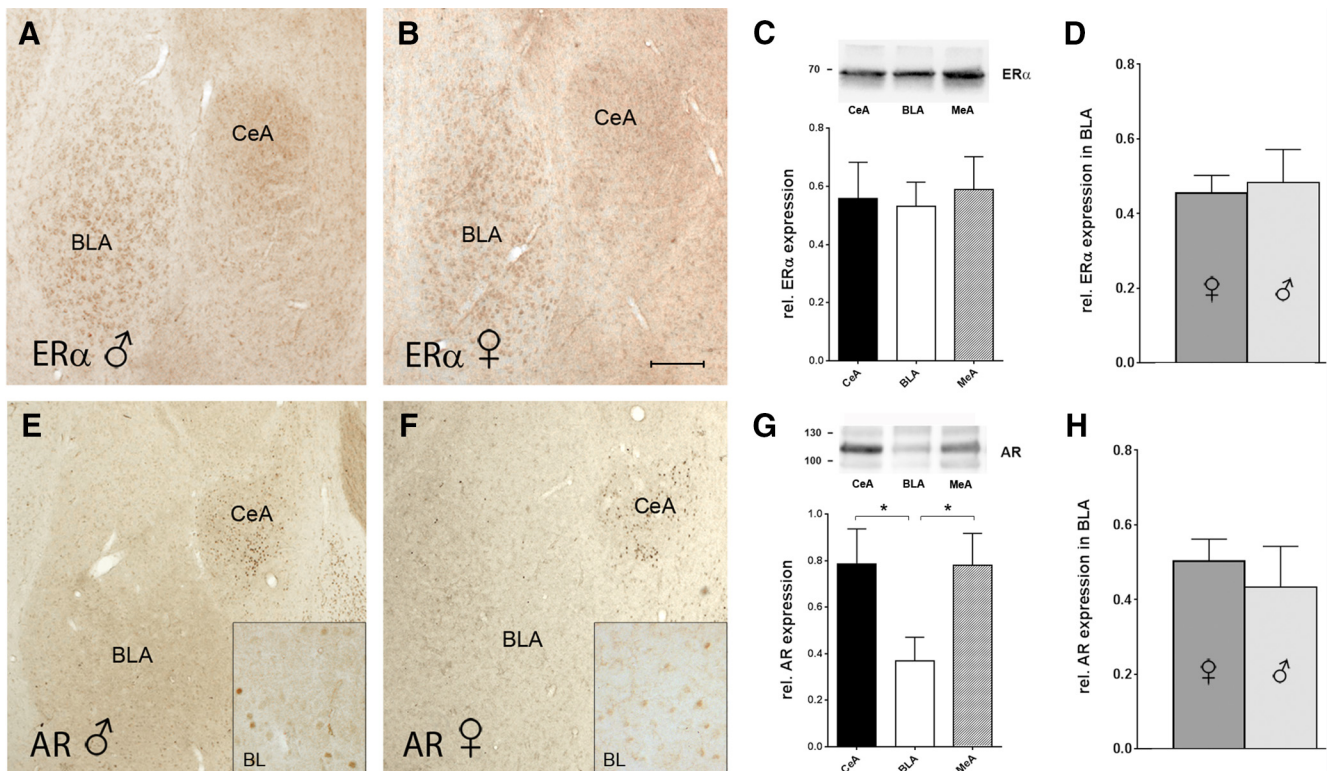 A
CeA
BLA
ERα ♂
B
CeA
BLA
ERα ♀
C
70 -
ERα
CeA BLA MeA
rel. ERα expression
0.8
0.6
0.4
0.2
0.0
CeA BLA MeA
D
rel. ERα expression in BLA
0.8
0.6
0.4
0.2
0.0
♀ ♂
E
CeA
BLA
AR ♂
BL
F
CeA
BLA
AR ♀
BL
G
130 -
100 -
AR
CeA BLA MeA
* *
rel. AR expression
1.0
0.8
0.6
0.4
0.2
0.0
CeA BLA MeA
H
rel. AR expression in BLA
0.8
0.6
0.4
0.2
0.0
♀ ♂